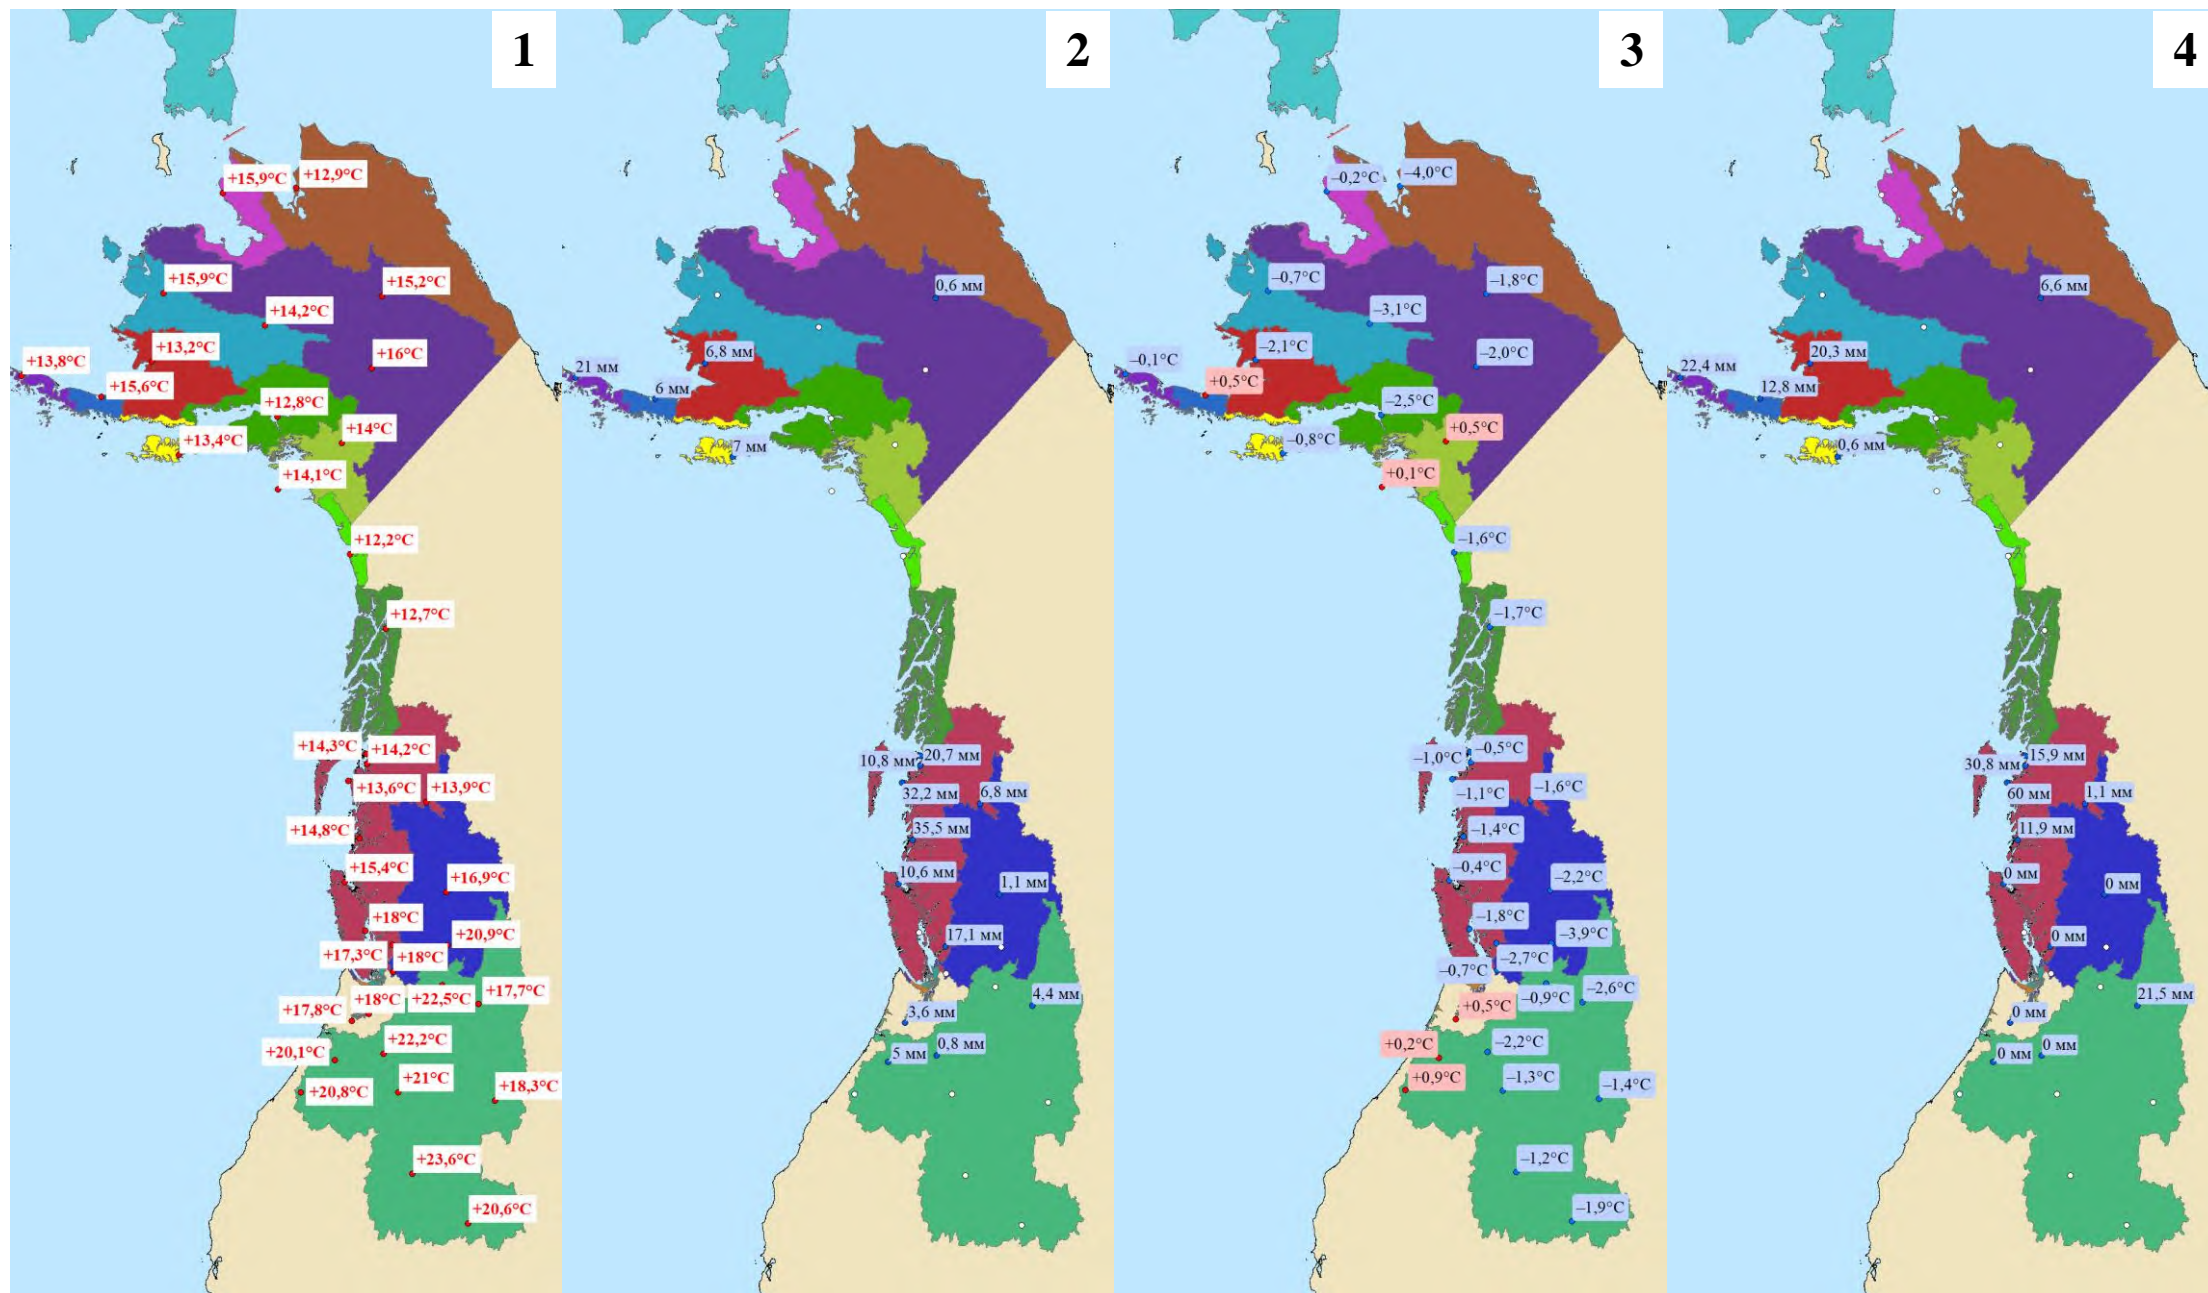 1
+15,9°C
+12,9°C
+15,9°C
+15,2°C
+14,2°C
+13,2°C
+16°C
+13,8°C
+15,6°C
+12,8°C
+14°C
+13,4°C
+14,1°C
+12,2°C
+12,7°C
+14,3°C
+14,2°C
+13,6°C
+13,9°C
+14,8°C
+15,4°C
+16,9°C
+18°C
+20,9°C
+17,3°C
+18°C
+17,7°C
+18°C
+22,5°C
+17,8°C
+22,2°C
+20,1°C
+21°C
+18,3°C
+20,8°C
+23,6°C
+20,6°C
2
0,6 мм
6,8 мм
21 мм
6 мм
7 мм
20,7 мм
10,8 мм
32,2 мм
6,8 мм
35,5 мм
10,6 мм
1,1 мм
17,1 мм
4,4 мм
3,6 мм
0,8 мм
5 мм
3
–0,2°C
–4,0°C
–0,7°C
–1,8°C
–3,1°C
–2,1°C
–2,0°C
–0,1°C
+0,5°C
–2,5°C
+0,5°C
–0,8°C
+0,1°C
–1,6°C
–1,7°C
–0,5°C
–1,0°C
–1,1°C
–1,6°C
–1,4°C
–0,4°C
–2,2°C
–1,8°C
–3,9°C
–2,7°C
–0,7°C
–2,6°C
–0,9°C
+0,5°C
+0,2°C
–2,2°C
+0,9°C
–1,3°C
–1,4°C
–1,2°C
–1,9°C
4
6,6 мм
20,3 мм
22,4 мм
12,8 мм
0,6 мм
15,9 мм
30,8 мм
60 мм
1,1 мм
11,9 мм
0 мм
0 мм
0 мм
21,5 мм
0 мм
0 мм
0 мм